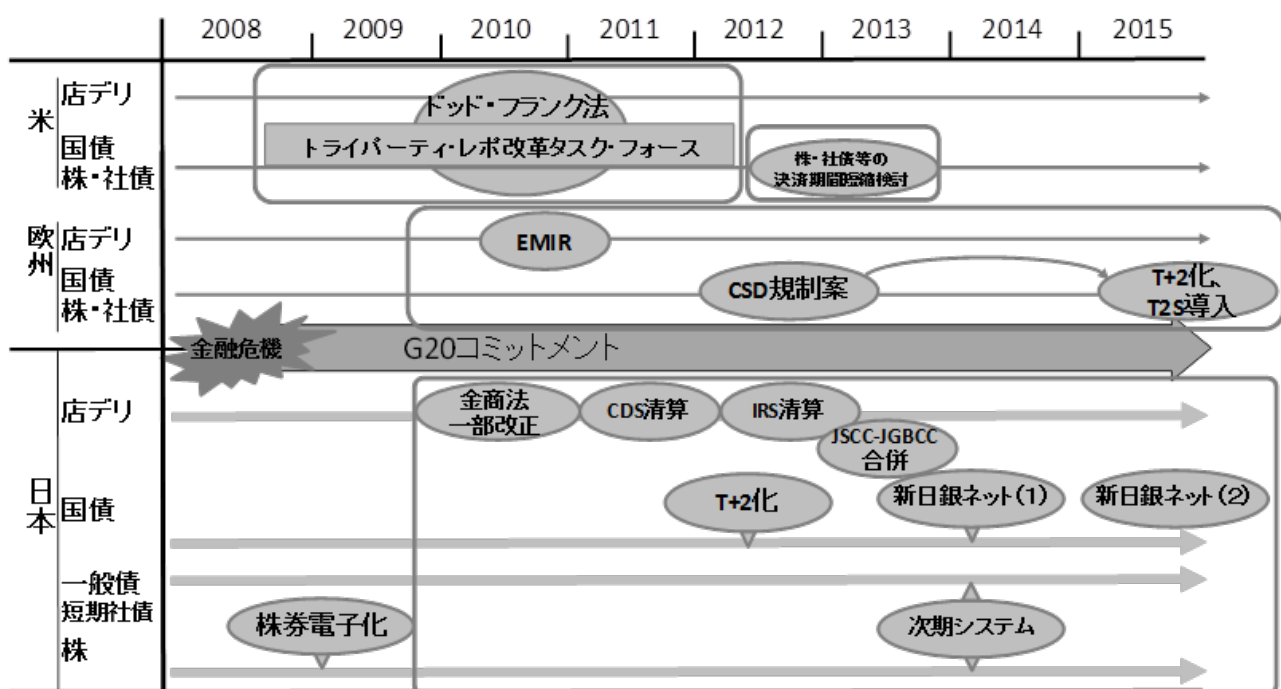 2008 2009 2010 2011 2012 2013 2014 2015
米
店デリ
国債
株・社債
ドッド・フランク法
トライパーティ・レポ改革タスク・フォース
株・社債等の
決済期間短縮検討
欧州
店デリ
国債
株・社債
EMIR
CSD規制案
T+2化、
T2S導入
金融危機
G20コミットメント
日本
店デリ
金商法
一部改正
CDS清算
IRS清算
JSCC-JGBCC
合併
国債
T+2化
新日銀ネット(1)
新日銀ネット(2)
一般債
短期社債
株
株券電子化
次期システム